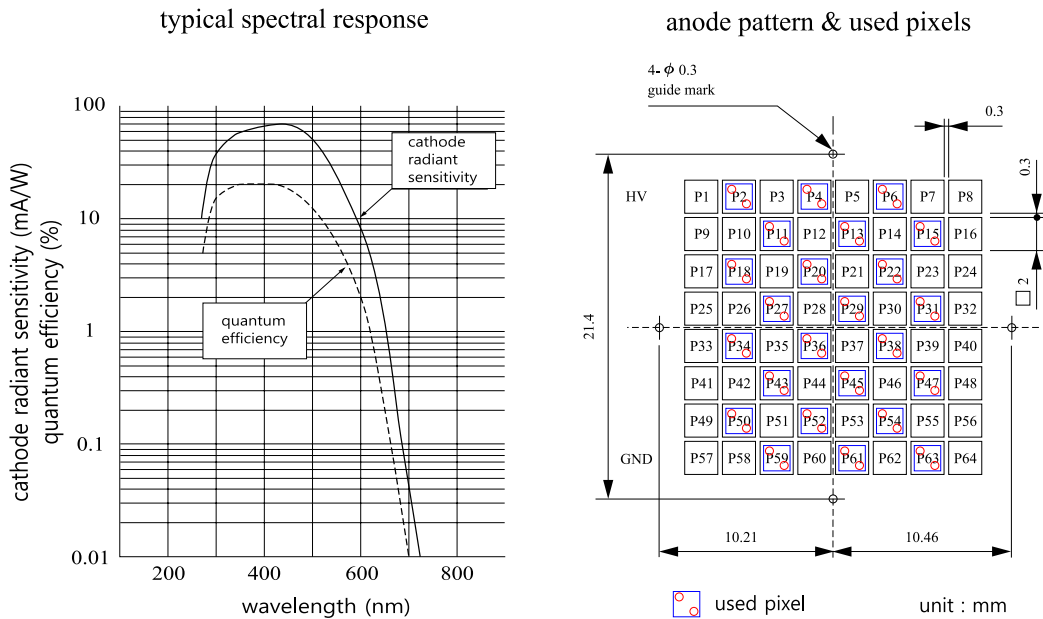 typical spectral response
cathode radiant sensitivity (mA/W)
quantum efficiency (%)
100
10
1
0.1
0.01
200
400
600
800
wavelength (nm)
cathode
radiant
sensitivity
quantum
efficiency
anode pattern & used pixels
4- ϕ 0.3
guide mark
0.3
0.3
□ 2
21.4
HV
GND
P1 P2 P3 P4 P5 P6 P7 P8
P9 P10 P11 P12 P13 P14 P15 P16
P17 P18 P19 P20 P21 P22 P23 P24
P25 P26 P27 P28 P29 P30 P31 P32
P33 P34 P35 P36 P37 P38 P39 P40
P41 P42 P43 P44 P45 P46 P47 P48
P49 P50 P51 P52 P53 P54 P55 P56
P57 P58 P59 P60 P61 P62 P63 P64
10.21
10.46
used pixel
unit : mm